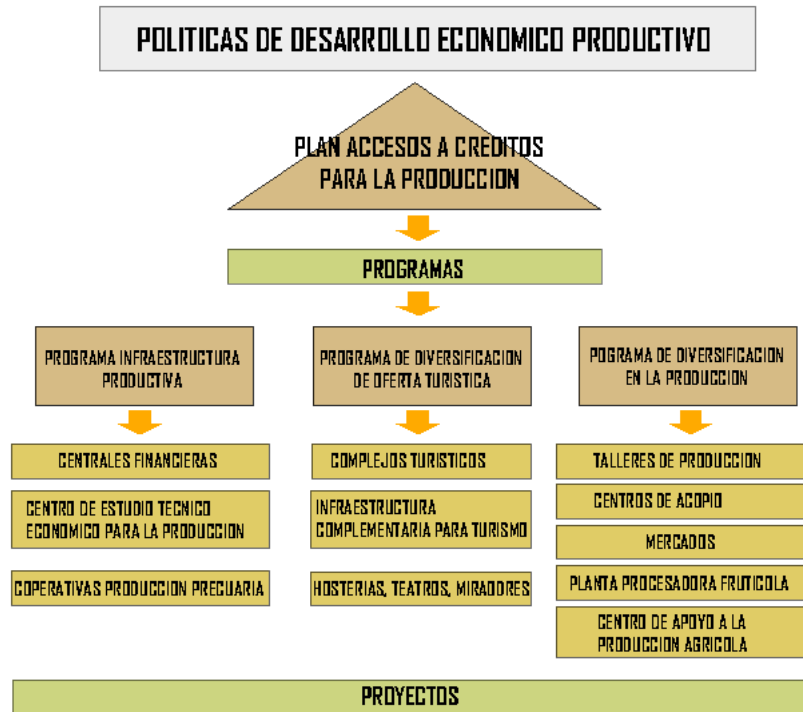 POLITICAS DE DESARROLLO ECONOMICO PRODUCTIVO
PLAN ACCESOS A CREDITOS
PARA LA PRODUCCION
PROGRAMAS
PROGRAMA INFRAESTRUCTURA
PRODUCTIVA
PROGRAMA DE DIVERSIFICACION
DE OFERTA TURISTICA
POGRAMA DE DIVERSIFICACION
EN LA PRODUCCION
CENTRALES FINANCIERAS
CENTRO DE ESTUDIO TECNICO
ECONOMICO PARA LA PRODUCCION
COPERATIVAS PRODUCCION PRECUARIA
COMPLEJOS TURISTICOS
INFRAESTRUCTURA
COMPLEMENTARIA PARA TURISMO
HOSTERIAS, TEATROS, MIRADORES
TALLERES DE PRODUCCION
CENTROS DE ACOPIO
MERCADOS
PLANTA PROCESADORA FRUTICOLA
CENTRO DE APOYO A LA
PRODUCCION AGRICOLA
PROYECTOS